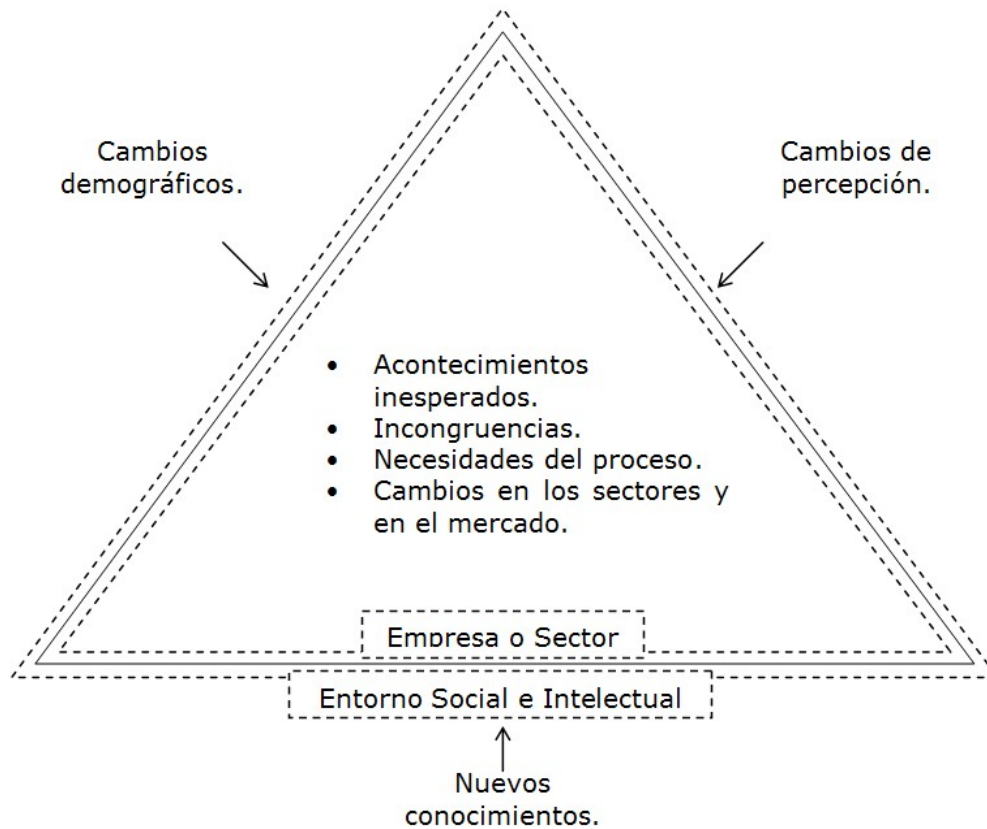 Cambios
demográficos.
Cambios de
percepción.
• Acontecimientos
inesperados.
• Incongruencias.
• Necesidades del proceso.
• Cambios en los sectores y
en el mercado.
Empresa o Sector
Entorno Social e Intelectual
Nuevos
conocimientos.